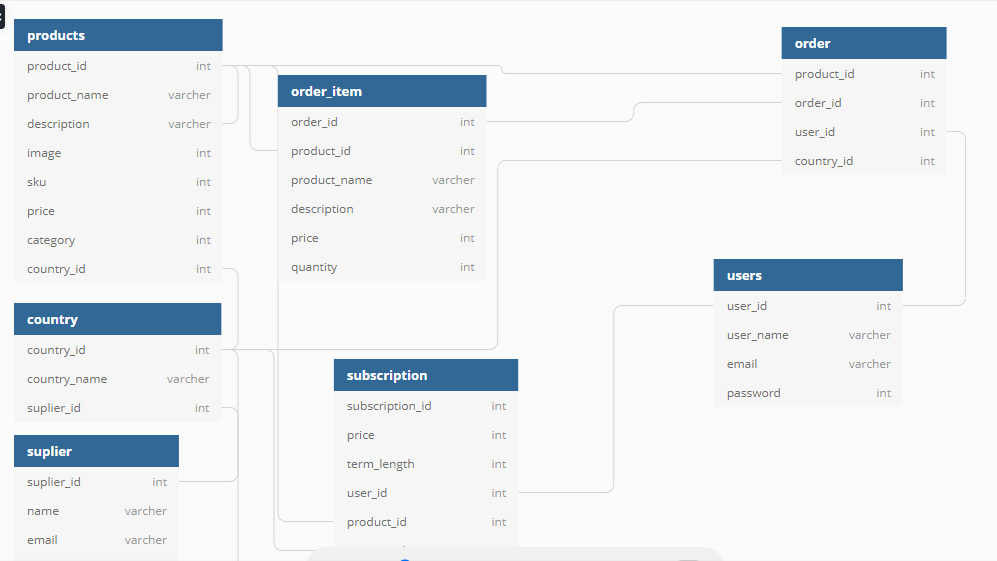 products
product_id int
product_name varcher
description varcher
image int
sku int
price int
category int
country_id int
order_item
order_id int
product_id int
product_name varcher
description varcher
price int
quantity int
order
product_id int
order_id int
user_id int
country_id int
country
country_id int
country_name varcher
suplier_id int
users
user_id int
user_name varcher
email varcher
password int
subscription
subscription_id int
price int
term_length int
user_id int
product_id int
suplier
suplier_id int
name varcher
email varcher